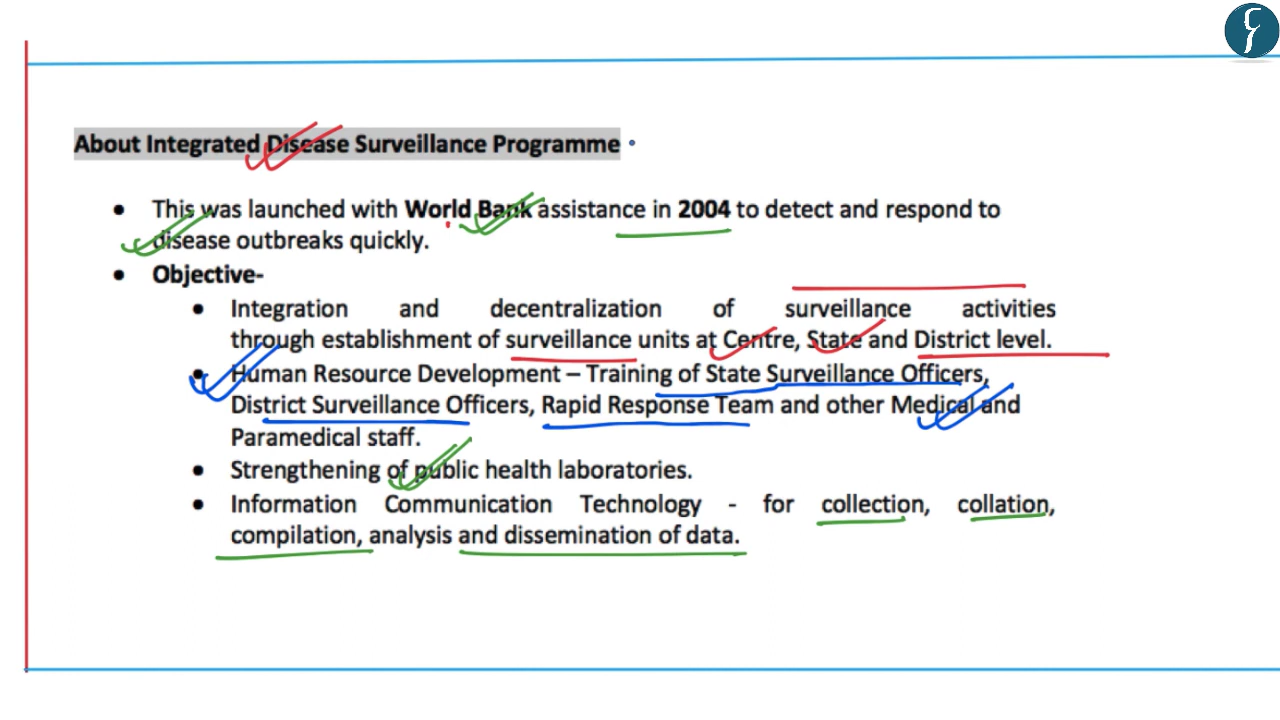 About Integrated Disease Surveillance Programme
• This was launched with World Bank assistance in 2004 to detect and respond to
disease outbreaks quickly.
• Objective-
• Integration and decentralization of surveillance activities
through establishment of surveillance units at Centre, State and District level.
• Human Resource Development – Training of State Surveillance Officers,
District Surveillance Officers, Rapid Response Team and other Medical and
Paramedical staff.
• Strengthening of public health laboratories.
• Information Communication Technology - for collection, collation,
compilation, analysis and dissemination of data.